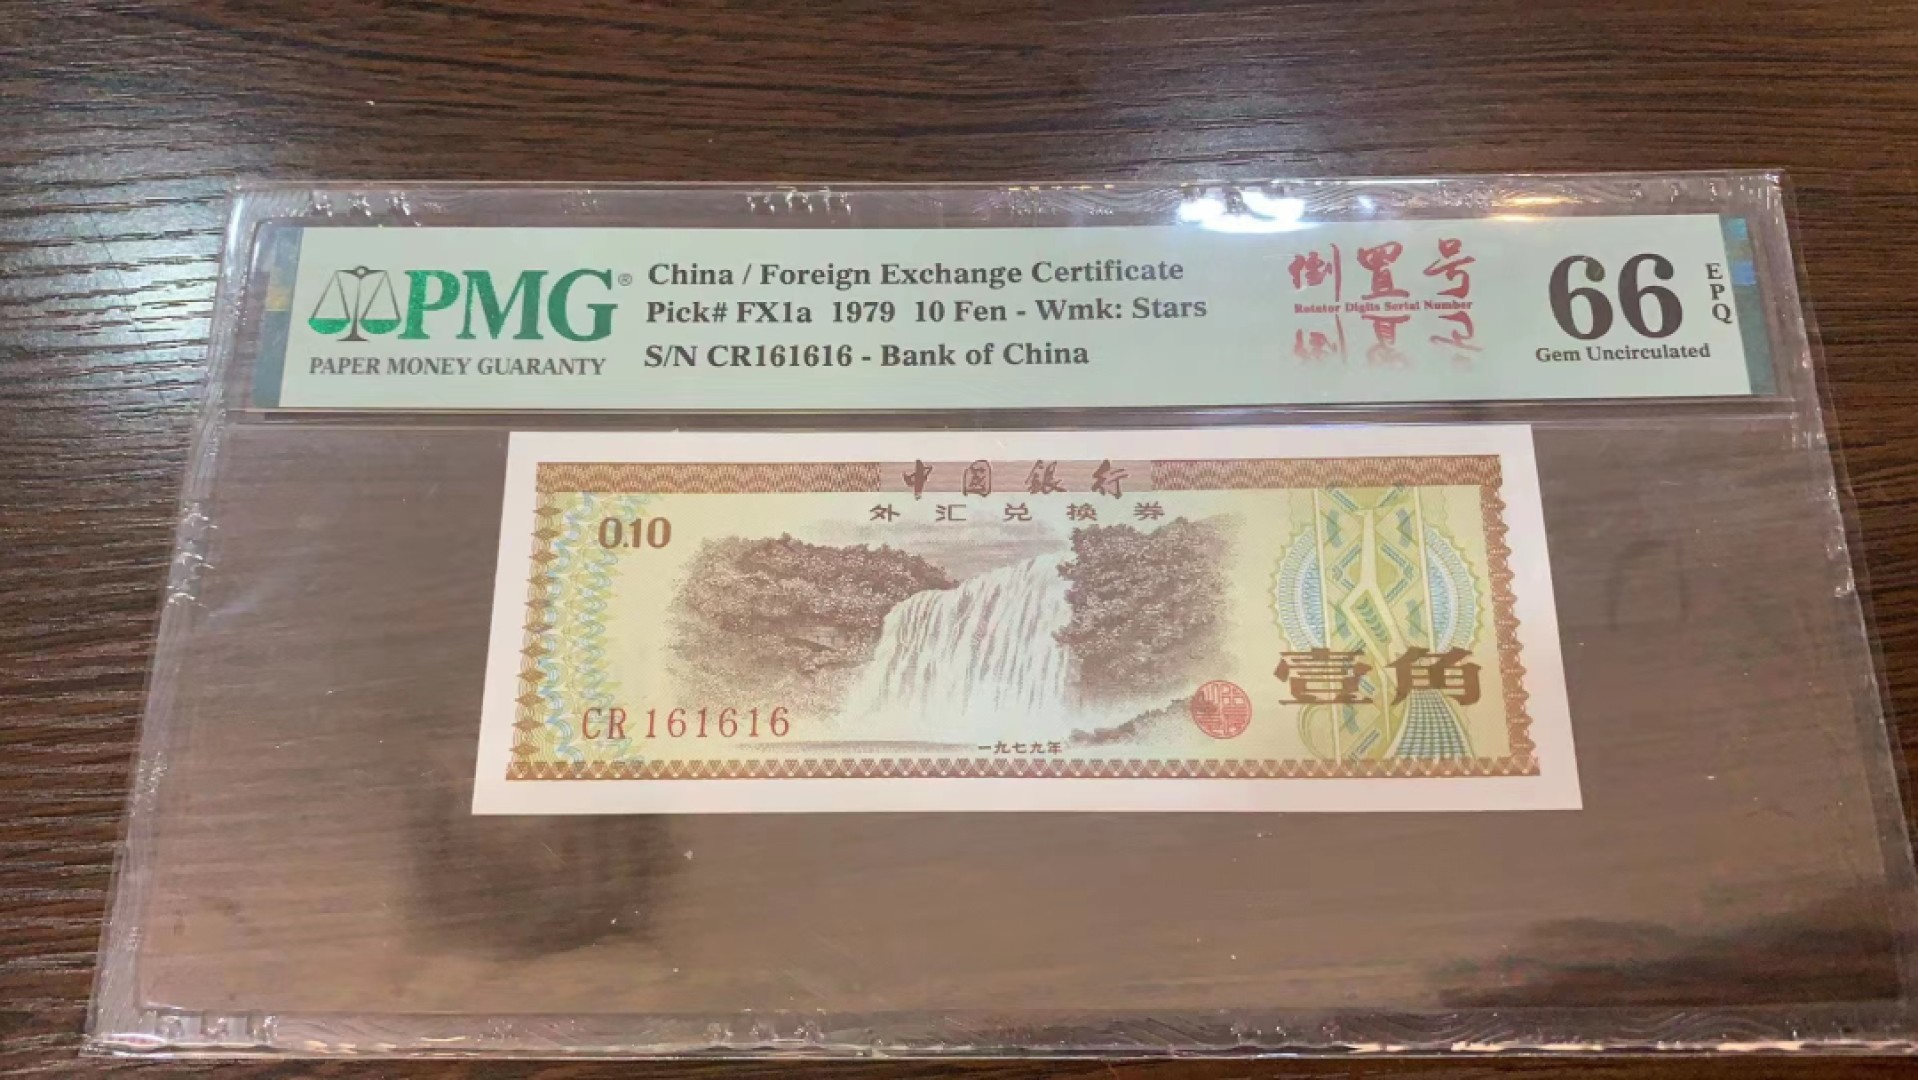 PMG®
PAPER MONEY GUARANTY
China / Foreign Exchange Certificate
Pick# FX1a 1979 10 Fen - Wmk: Stars
S/N CR161616 - Bank of China
倒置号
Rotator Digits Serial Number
66
EPQ
Gem Uncirculated
中国銀行
外汇兑换券
0.10
壹角
CR 161616
一九七九年